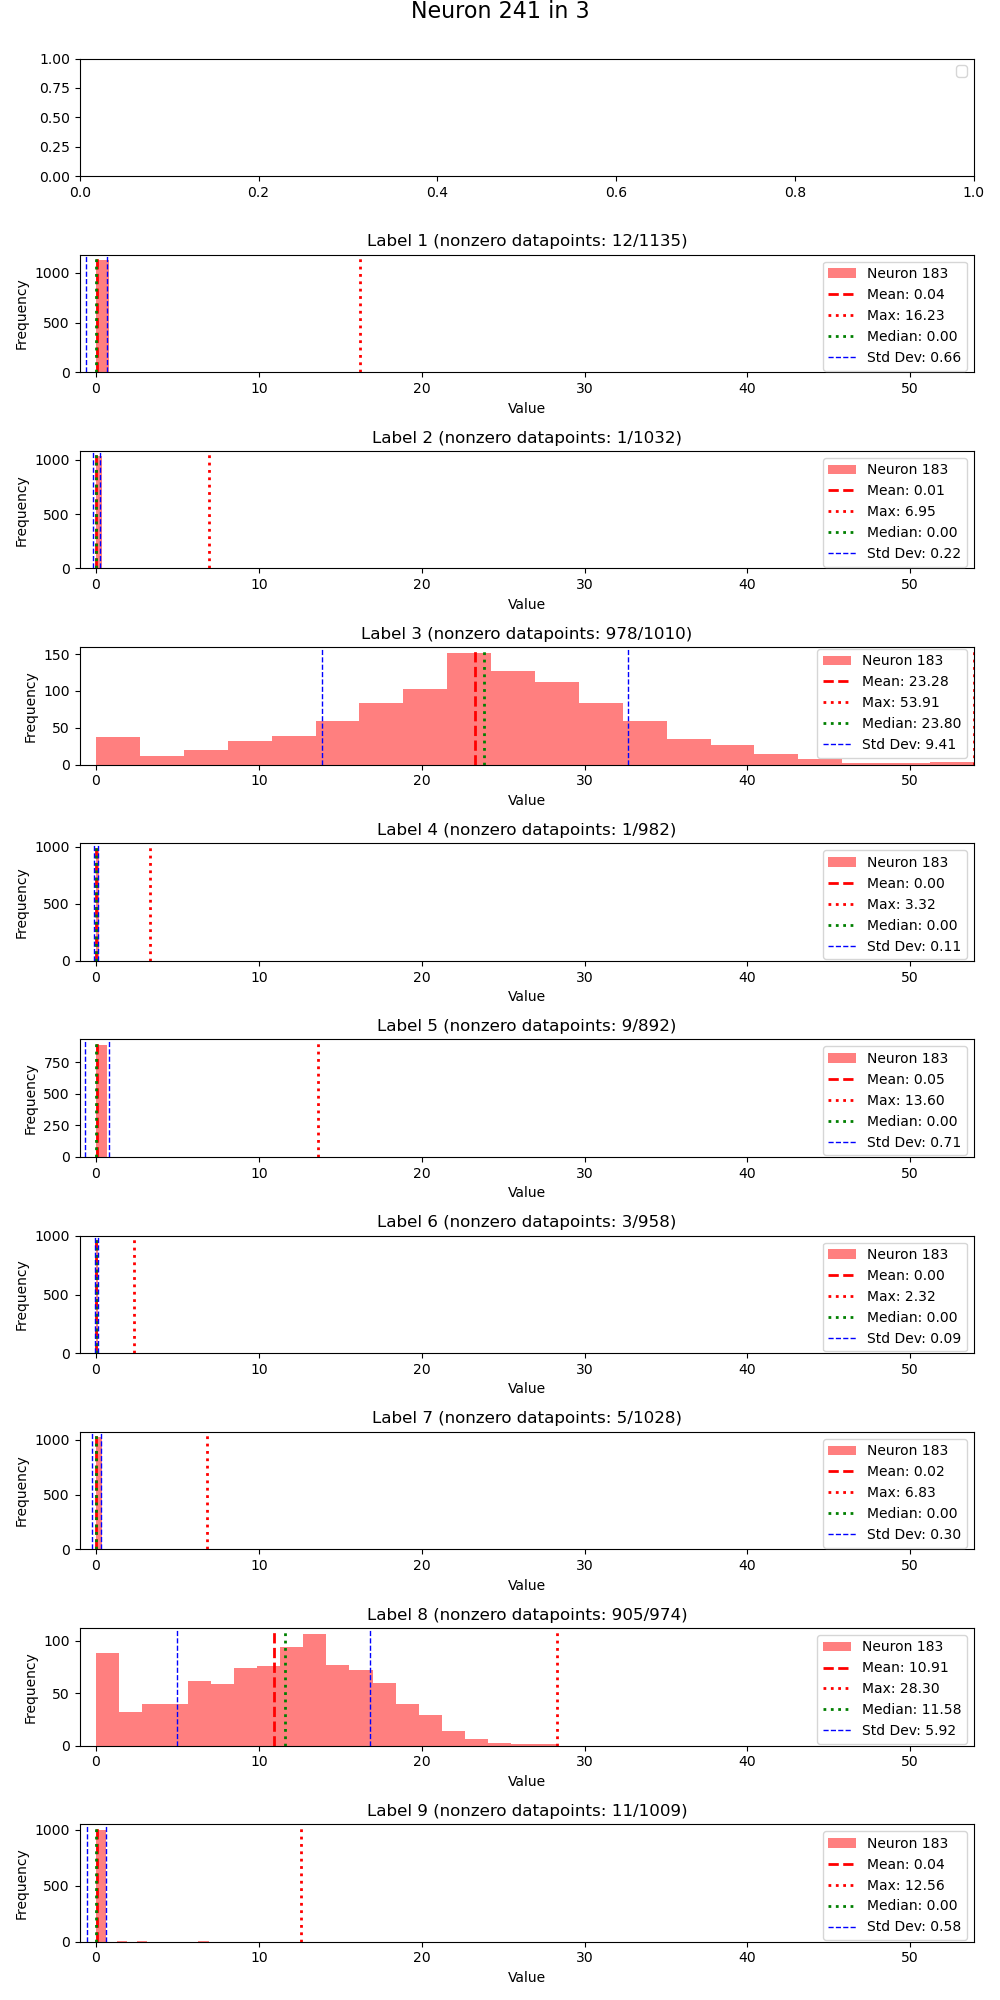 Neuron 241 in 3
1.00
0.75
0.50
0.25
0.00
0.0 0.2 0.4 0.6 0.8 1.0
Label 1 (nonzero datapoints: 12/1135)
Frequency
1000
500
0
Neuron 183
Mean: 0.04
Max: 16.23
Median: 0.00
Std Dev: 0.66
0 10 20 30 40 50
Value
Label 2 (nonzero datapoints: 1/1032)
Frequency
1000
500
0
Neuron 183
Mean: 0.01
Max: 6.95
Median: 0.00
Std Dev: 0.22
0 10 20 30 40 50
Value
Label 3 (nonzero datapoints: 978/1010)
Frequency
150
100
50
0
Neuron 183
Mean: 23.28
Max: 53.91
Median: 23.80
Std Dev: 9.41
0 10 20 30 40 50
Value
Label 4 (nonzero datapoints: 1/982)
Frequency
1000
500
0
Neuron 183
Mean: 0.00
Max: 3.32
Median: 0.00
Std Dev: 0.11
0 10 20 30 40 50
Value
Label 5 (nonzero datapoints: 9/892)
Frequency
750
500
250
0
Neuron 183
Mean: 0.05
Max: 13.60
Median: 0.00
Std Dev: 0.71
0 10 20 30 40 50
Value
Label 6 (nonzero datapoints: 3/958)
Frequency
1000
500
0
Neuron 183
Mean: 0.00
Max: 2.32
Median: 0.00
Std Dev: 0.09
0 10 20 30 40 50
Value
Label 7 (nonzero datapoints: 5/1028)
Frequency
1000
500
0
Neuron 183
Mean: 0.02
Max: 6.83
Median: 0.00
Std Dev: 0.30
0 10 20 30 40 50
Value
Label 8 (nonzero datapoints: 905/974)
Frequency
100
50
0
Neuron 183
Mean: 10.91
Max: 28.30
Median: 11.58
Std Dev: 5.92
0 10 20 30 40 50
Value
Label 9 (nonzero datapoints: 11/1009)
Frequency
1000
500
0
Neuron 183
Mean: 0.04
Max: 12.56
Median: 0.00
Std Dev: 0.58
0 10 20 30 40 50
Value